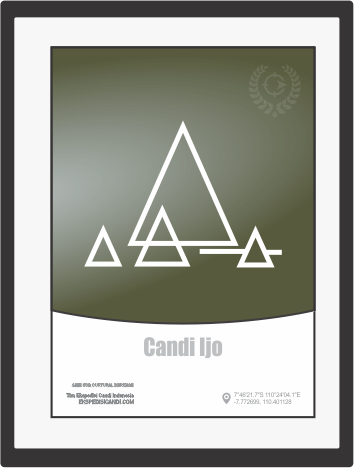 Candi Ijo
Tim Ekspedisi Candi Indonesia
EKSPEDISICANDI.COM
7°46'21.7"S 110°24'04.1"E
-7.772699, 110.401128